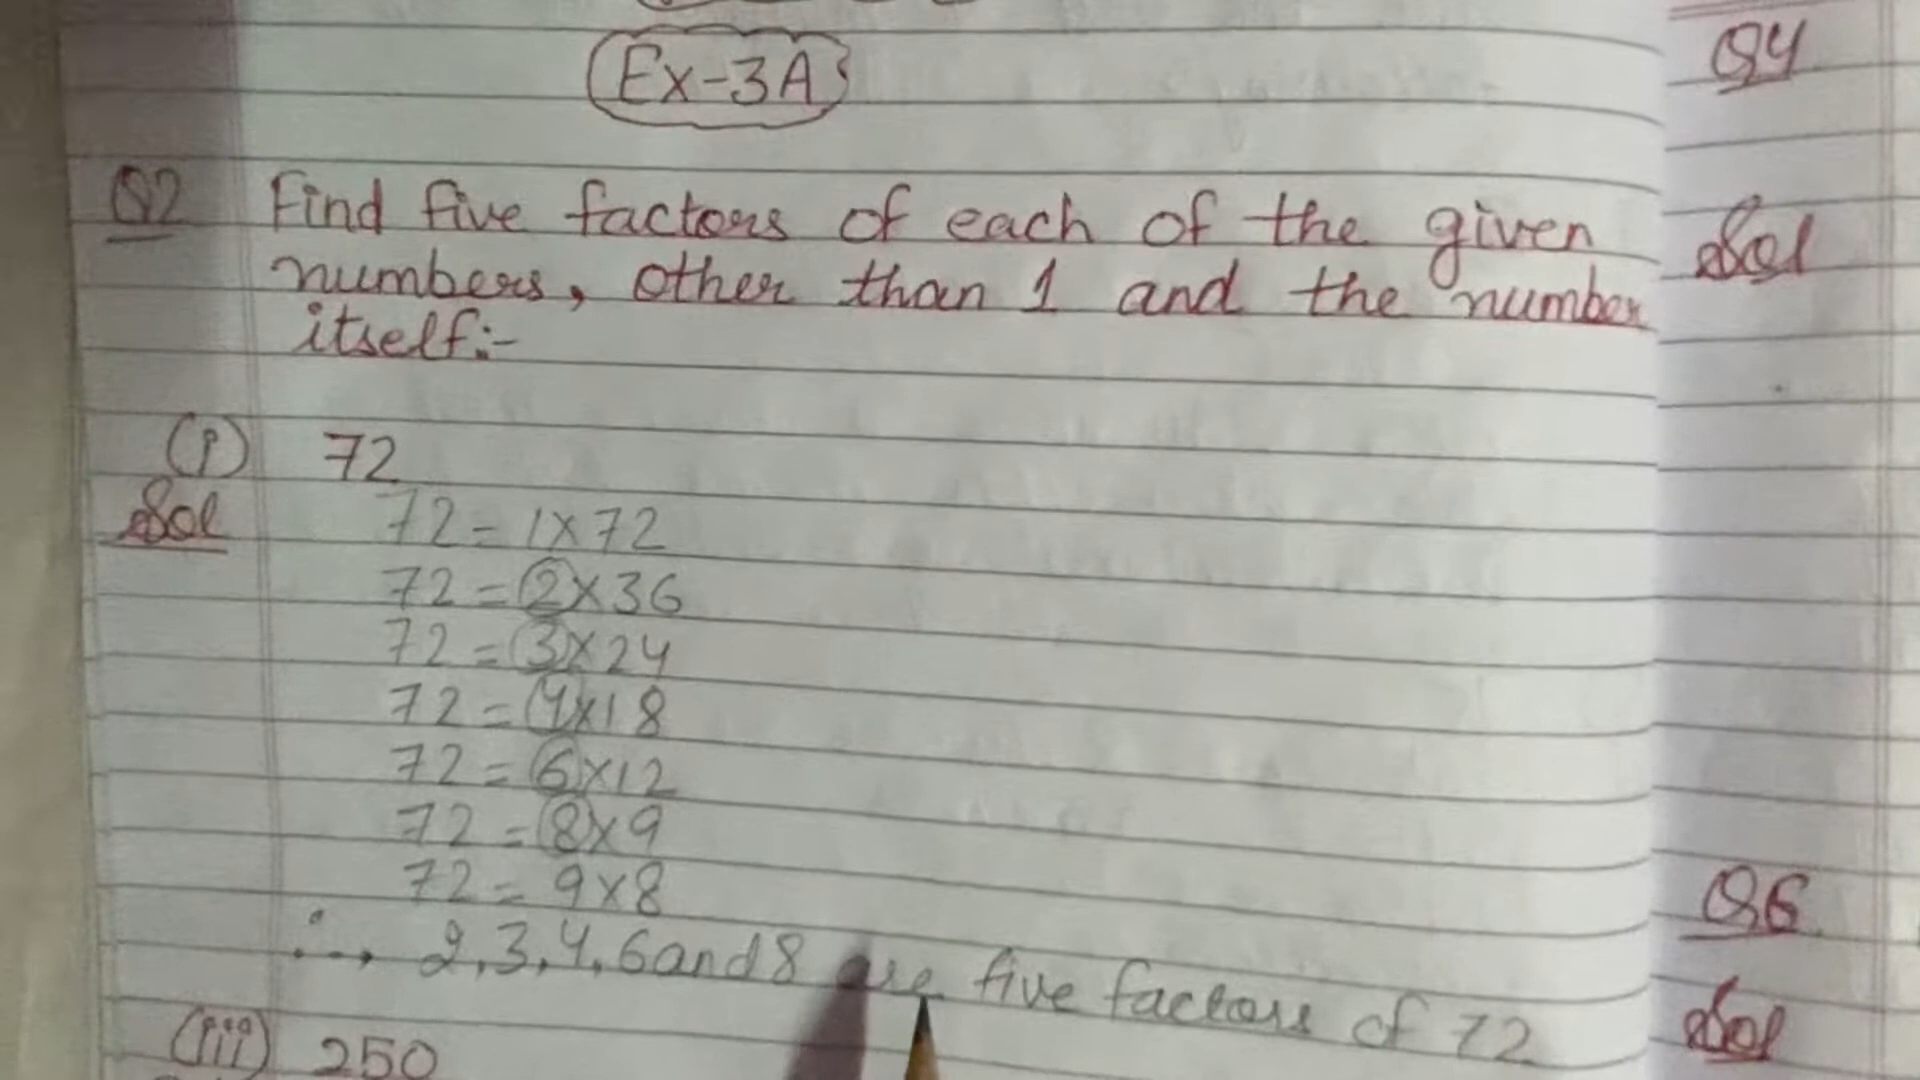 Ex-3A
Q2 Find five factors of each of the given
numbers, other than 1 and the number
itself:-
(i) 72
Sol 72 = 1×72
72 = 2×36
72 = 3×24
72 = 4×18
72 = 6×12
72 = 8×9
72 = 9×8
∴ → 2, 3, 4, 6 and 8 are five factors of 72
(iii) 250
Q4
Sol
Q6
Sol